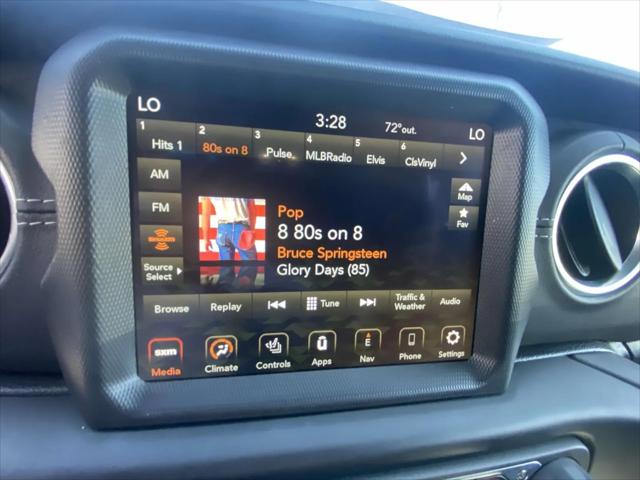 LO
3:28
72°out.
LO
1 2 3 4 5 6
Hits 1 80s on 8 Pulse MLBRadio Elvis ClsVinyl
AM
FM
SiriusXM
Source
Select
Map
Fav
Pop
8 80s on 8
Bruce Springsteen
Glory Days (85)
Browse Replay Tune Traffic &
Weather Audio
sxm
E
Media Climate Controls Apps Nav Phone Settings